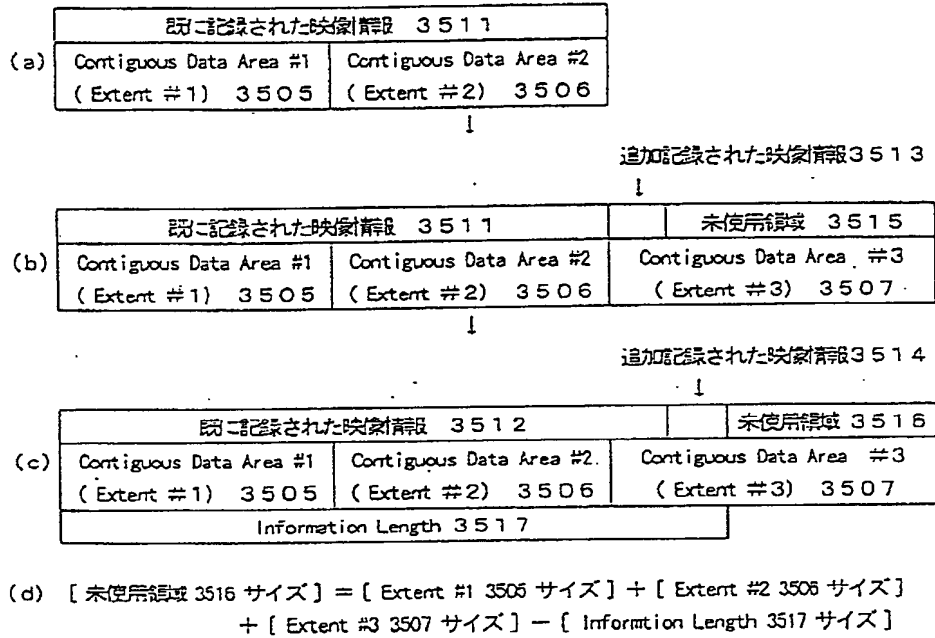 既に記録された映像情報 3511
(a) Contiguous Data Area #1 Contiguous Data Area #2
(Extent #1) 3505 (Extent #2) 3506
↓
追加記録された映像情報3513
↓
既に記録された映像情報 3511 未使用領域 3515
(b) Contiguous Data Area #1 Contiguous Data Area #2 Contiguous Data Area #3
(Extent #1) 3505 (Extent #2) 3506 (Extent #3) 3507
↓
追加記録された映像情報3514
↓
既に記録された映像情報 3512 未使用領域 3516
(c) Contiguous Data Area #1 Contiguous Data Area #2 Contiguous Data Area #3
(Extent #1) 3505 (Extent #2) 3506 (Extent #3) 3507
Information Length 3517
(d) [未使用領域 3516 サイズ] = [Extent #1 3505 サイズ] + [Extent #2 3506 サイズ]
+ [Extent #3 3507 サイズ] − [Informtion Length 3517 サイズ]